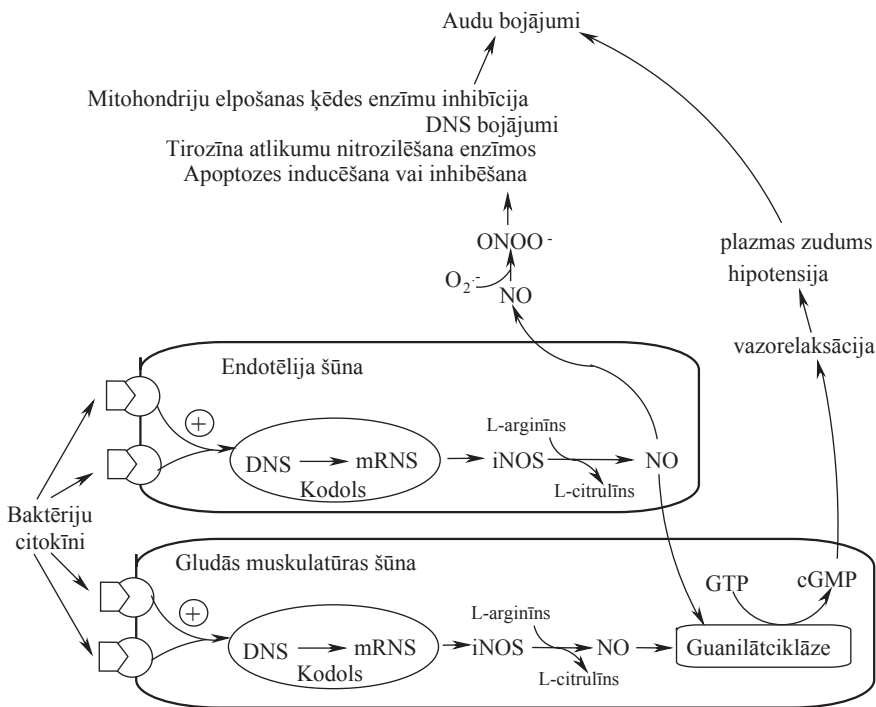 Audu bojājumi
Mitohondriju elpošanas ķēdes enzīmu inhibīcija
DNS bojājumi
Tirozīna atlikumu nitrozilēšana enzīmos
Apoptozes inducēšana vai inhibēšana
ONOO -
O2·-
NO
plazmas zudums
hipotensija
vazorelaksācija
Endotēlija šūna
+
DNS
mRNS
Kodols
iNOS
L-arginīns
L-citrulīns
NO
Baktēriju
citokīni
Gludās muskulatūras šūna
+
DNS
mRNS
Kodols
iNOS
L-arginīns
L-citrulīns
NO
GTP
cGMP
Guanilātciklāze